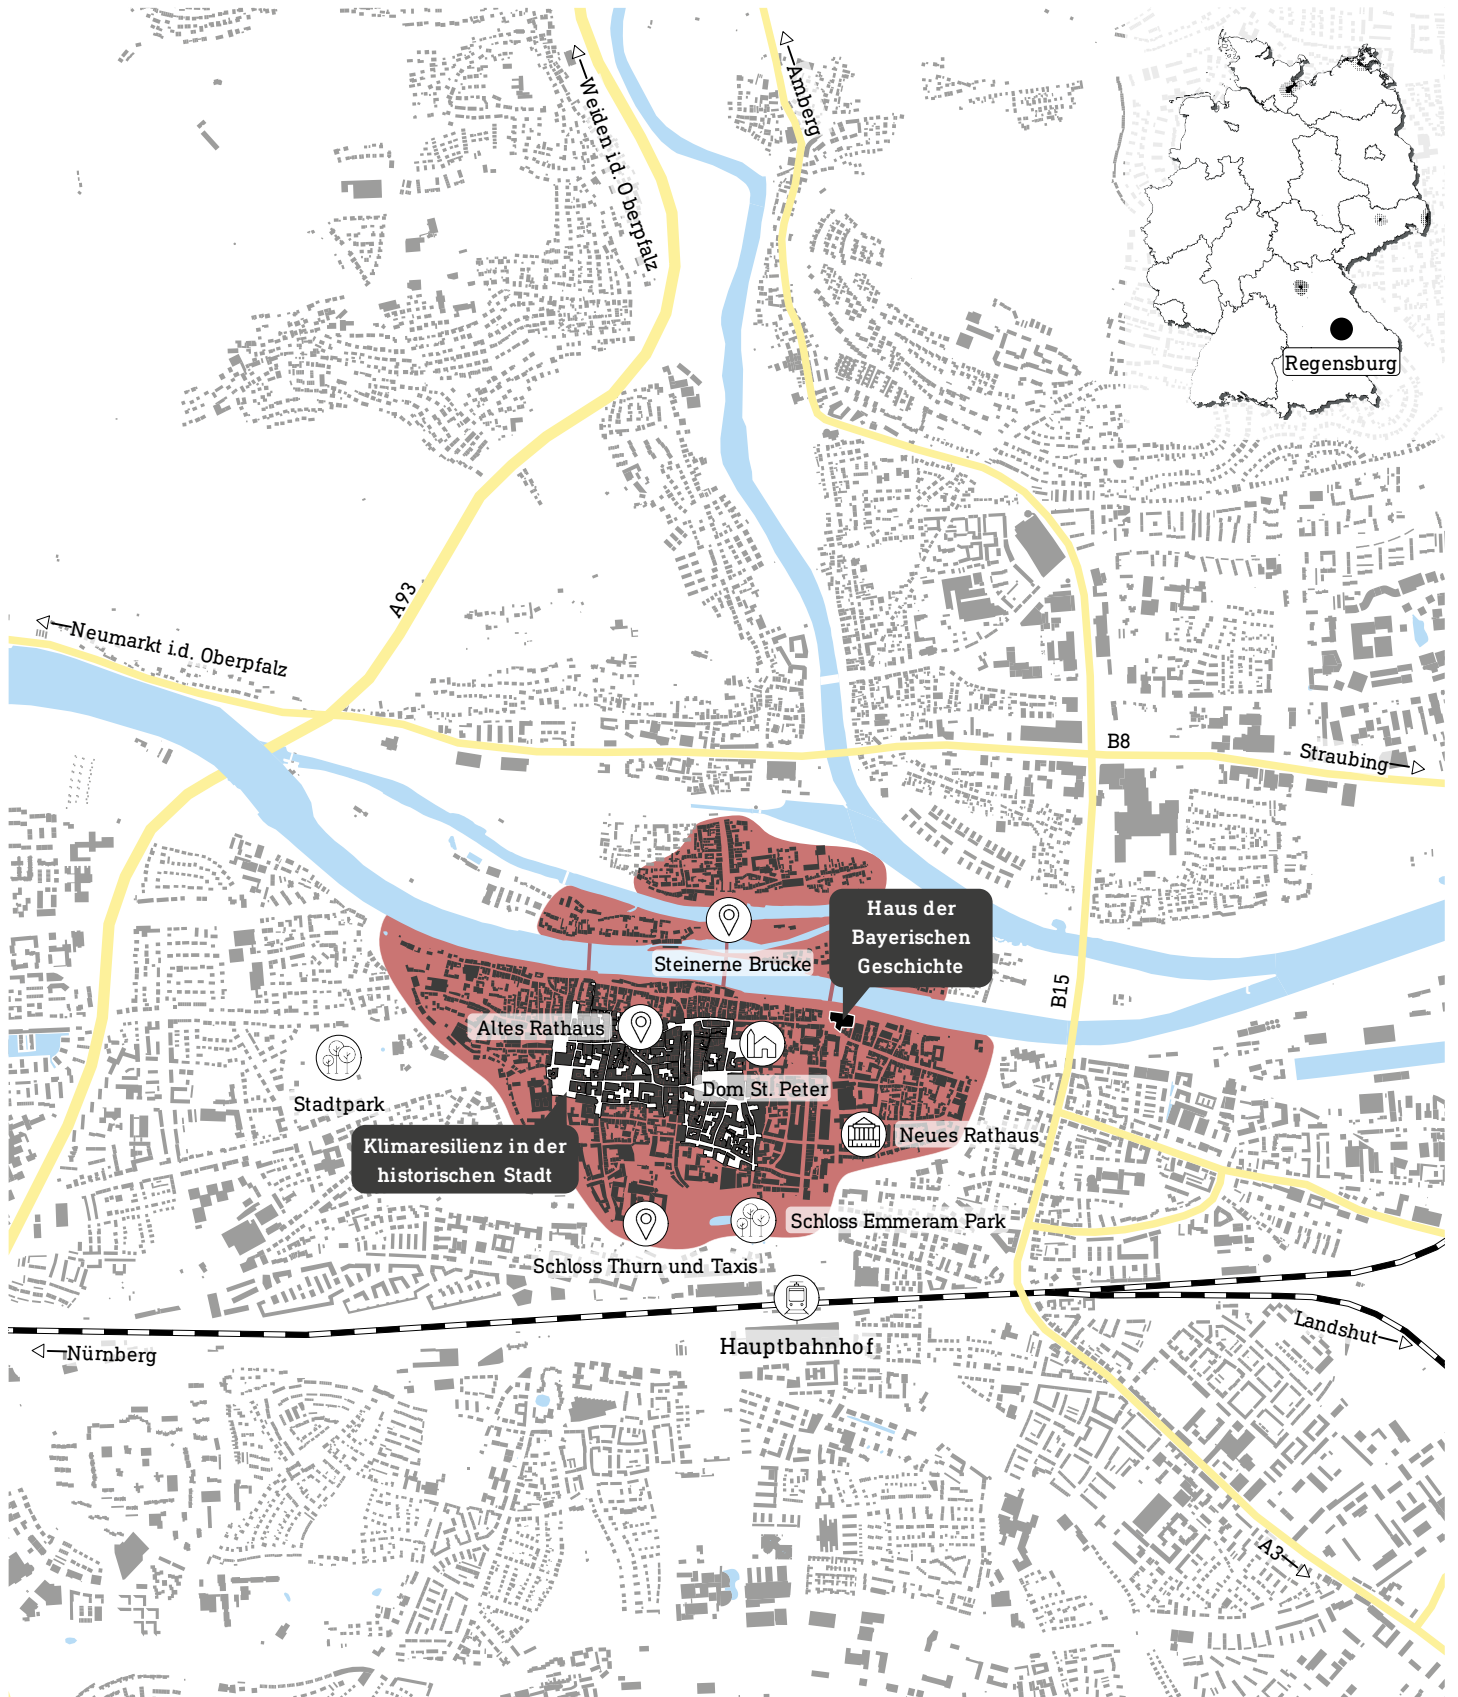 Weiden i.d. Oberpfalz
Amberg
Regensburg
A93
Neumarkt i.d. Oberpfalz
B8
Straubing
Haus der
Bayerischen
Geschichte
Steinerne Brücke
B15
Altes Rathaus
Dom St. Peter
Stadtpark
Neues Rathaus
Klimaresilienz in der
historischen Stadt
Schloss Emmeram Park
Schloss Thurn und Taxis
Hauptbahnhof
Landshut
Nürnberg
A3